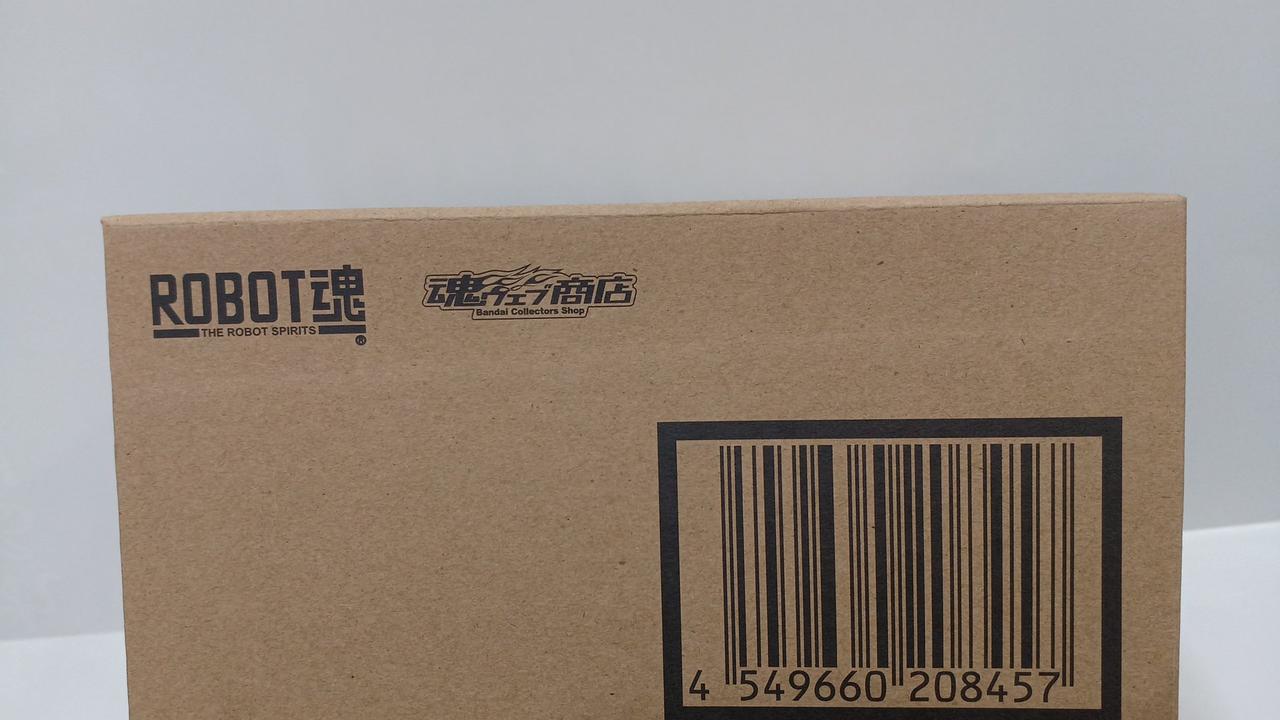 ROBOT魂
THE ROBOT SPIRITS
®
魂ウェブ商店
Bandai Collectors Shop
4 549660 208457